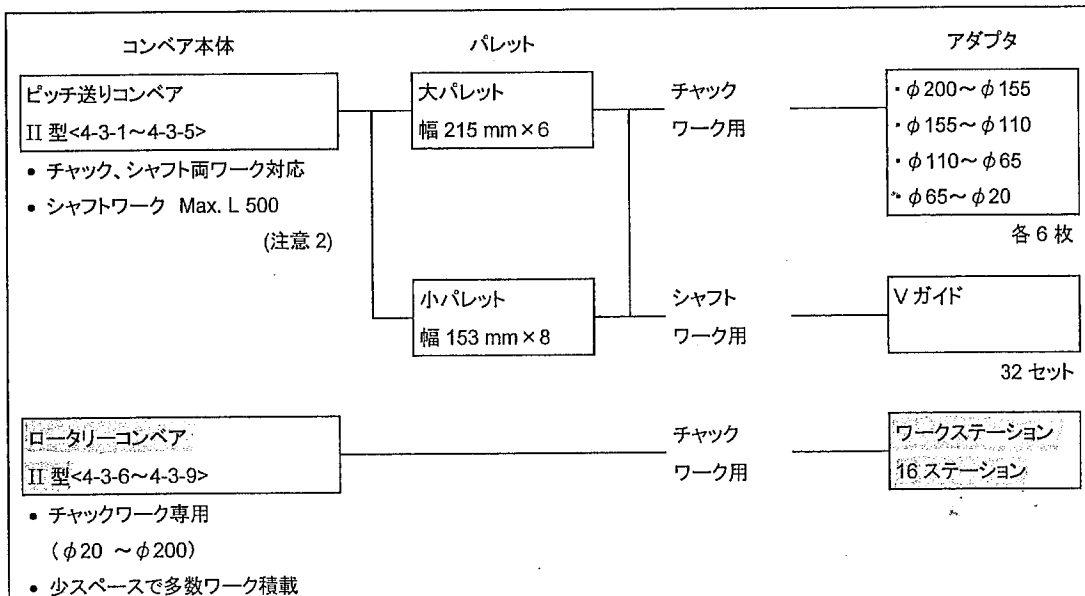 コンベア本体
パレット
アダプタ
ピッチ送りコンベア
II 型<4-3-1～4-3-5>
• チャック、シャフト両ワーク対応
• シャフトワーク Max. L 500
(注意 2)
大パレット
幅 215 mm×6
チャック
ワーク用
・φ200～φ155
・φ155～φ110
・φ110～φ65
・φ65～φ20
各 6 枚
小パレット
幅 153 mm×8
シャフト
ワーク用
V ガイド
32 セット
ロータリーコンベア
II 型<4-3-6～4-3-9>
• チャックワーク専用
(φ20 ～φ200)
• 少スペースで多数ワーク積載
チャック
ワーク用
ワークステーション
16 ステーション